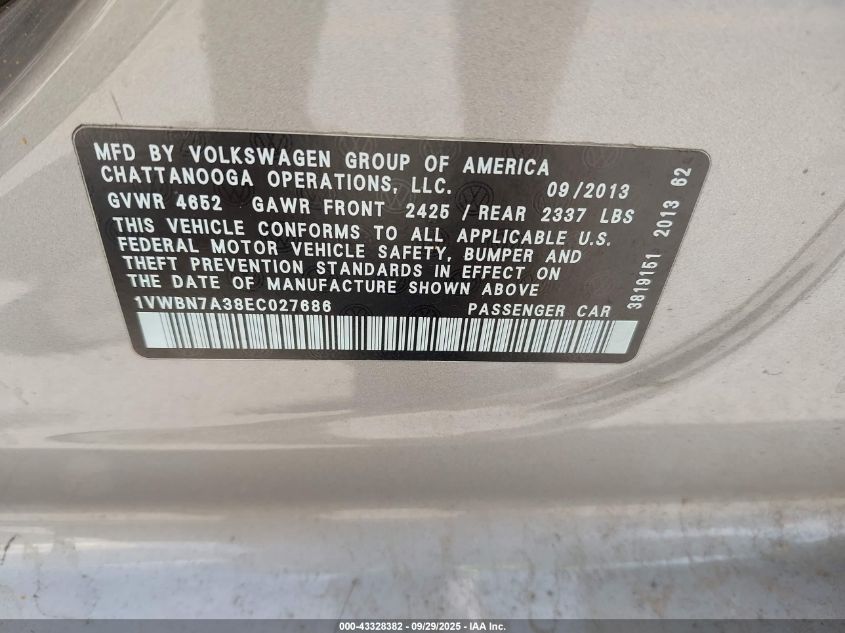 MFD BY VOLKSWAGEN GROUP OF AMERICA
CHATTANOOGA OPERATIONS, LLC. 09/2013
GVWR 4652 GAWR FRONT 2425 / REAR 2337 LBS
THIS VEHICLE CONFORMS TO ALL APPLICABLE U.S.
FEDERAL MOTOR VEHICLE SAFETY, BUMPER AND
THEFT PREVENTION STANDARDS IN EFFECT ON
THE DATE OF MANUFACTURE SHOWN ABOVE
1VWBN7A38EC027686 PASSENGER CAR
3819161 2013 62
000-43328382 - 09/29/2025 - IAA Inc.